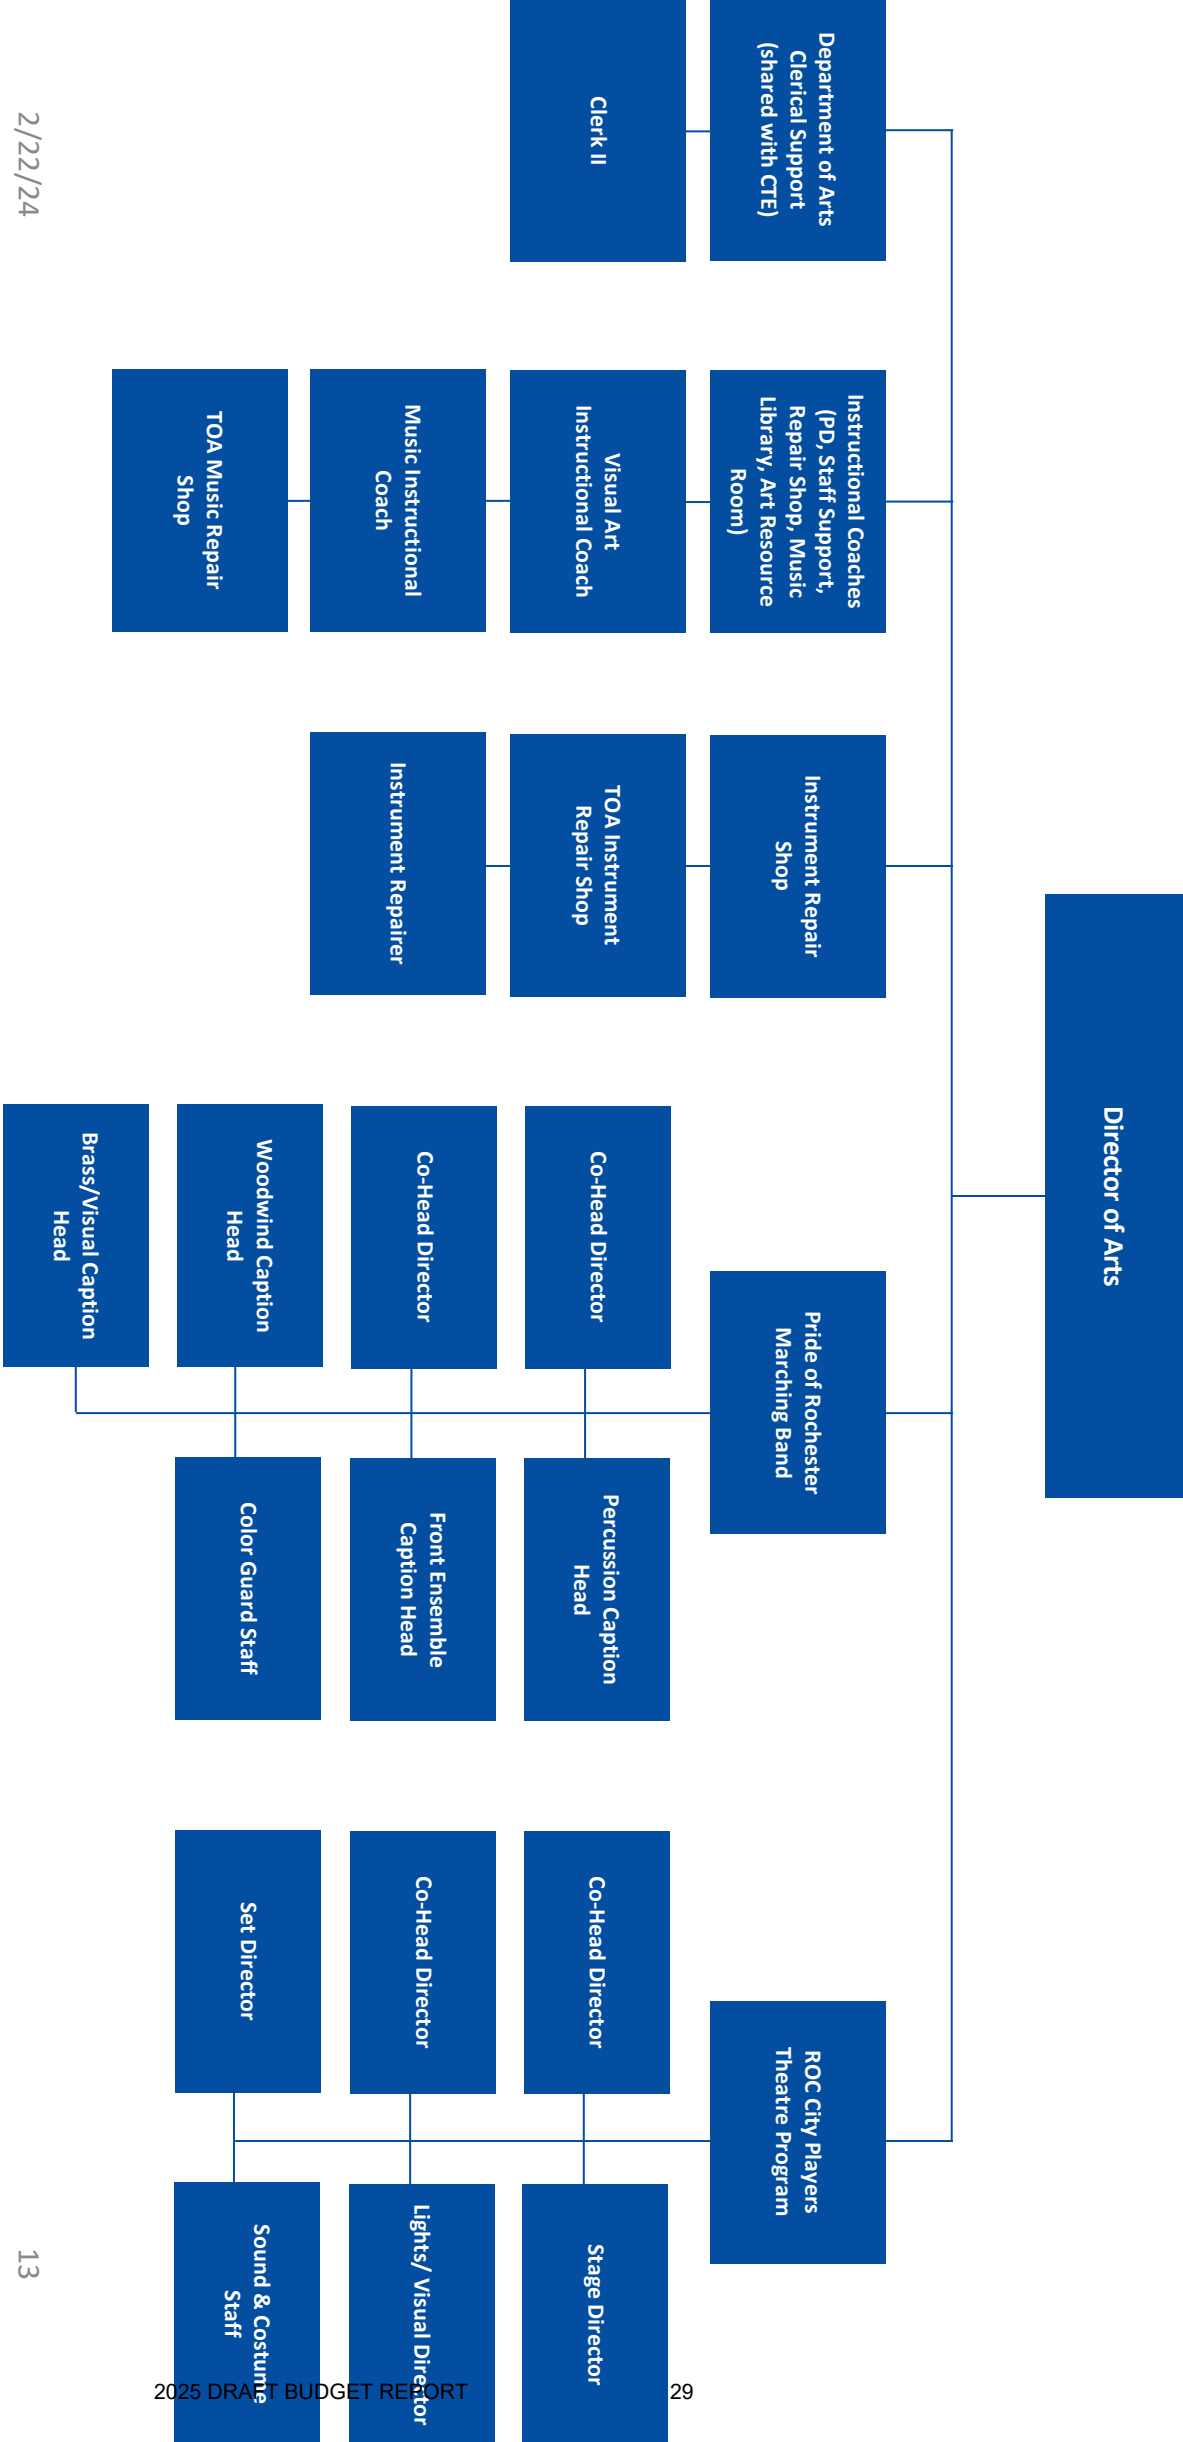 Director of Arts
Department of Arts
Clerical Support
(shared with CTE)
Clerk II
Instructional Coaches
(PD, Staff Support,
Repair Shop, Music
Library, Art Resource
Room)
Visual Art
Instructional Coach
Music Instructional
Coach
TOA Music Repair
Shop
Instrument Repair
Shop
TOA Instrument
Repair Shop
Instrument Repairer
Pride of Rochester
Marching Band
Co-Head Director
Percussion Caption
Head
Co-Head Director
Front Ensemble
Caption Head
Woodwind Caption
Head
Color Guard Staff
Brass/Visual Caption
Head
ROC City Players
Theatre Program
Co-Head Director
Stage Director
Co-Head Director
Lights/ Visual Director
Set Director
Sound & Costume
Staff
2/22/24
13
2025 DRAFT BUDGET REPORT
29